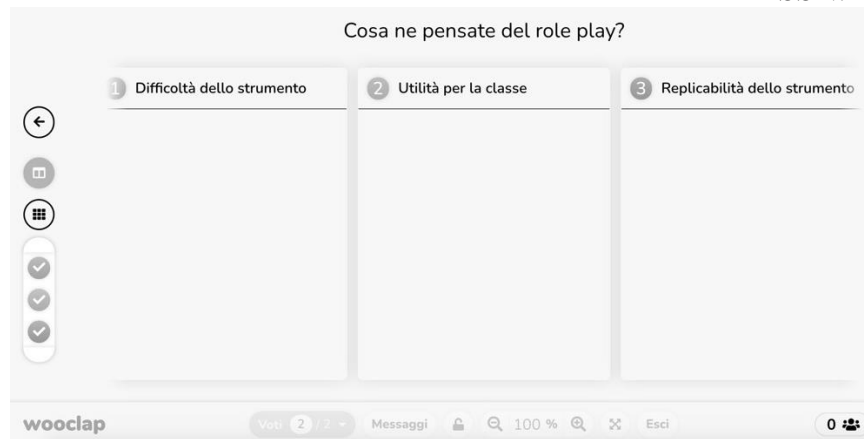 Cosa ne pensate del role play?
1 Difficoltà dello strumento
2 Utilità per la classe
3 Replicabilità dello strumento
wooclap
Voti 2 / 2
Messaggi
100 %
Esci
0